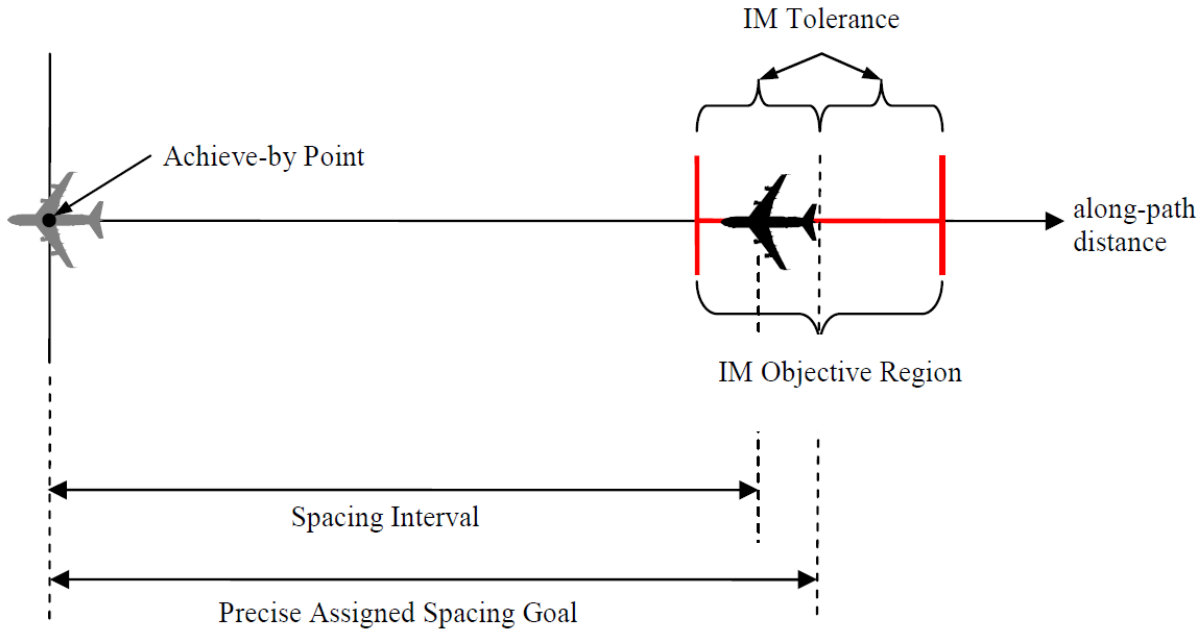 IM Tolerance
Achieve-by Point
along-path
distance
IM Objective Region
Spacing Interval
Precise Assigned Spacing Goal